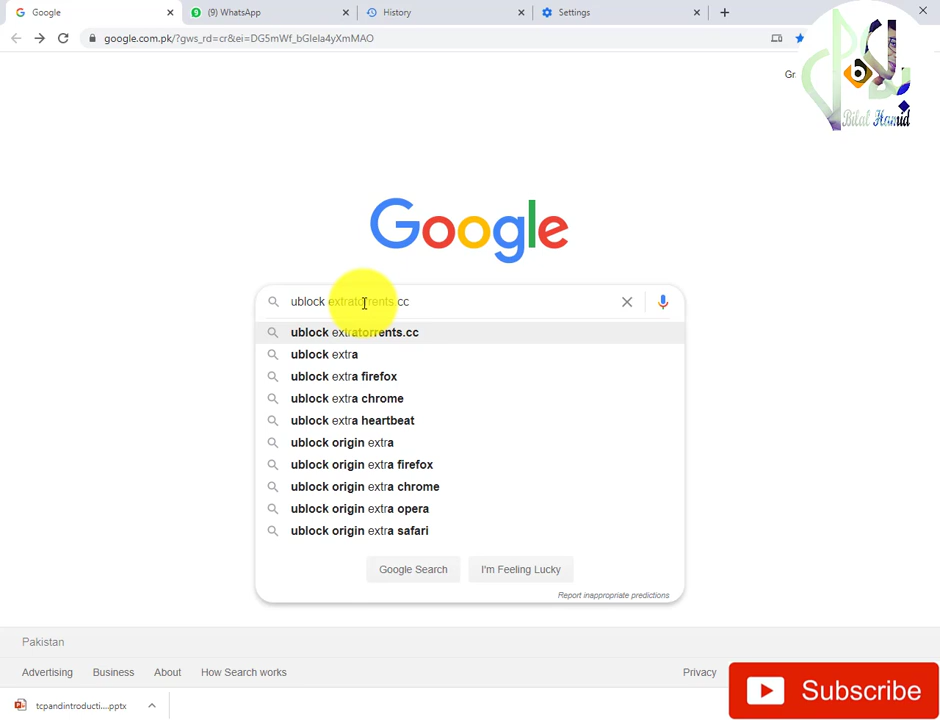 Google
(9) WhatsApp
History
Settings
google.com.pk/?gws_rd=cr&ei=DG5mWf_bGIela4yXmMAO
Gr
Bilal Hamid
Google
ublock extratorrents.cc
ublock extratorrents.cc
ublock extra
ublock extra firefox
ublock extra chrome
ublock extra heartbeat
ublock origin extra
ublock origin extra firefox
ublock origin extra chrome
ublock origin extra opera
ublock origin extra safari
Google Search
I'm Feeling Lucky
Report inappropriate predictions
Pakistan
Advertising
Business
About
How Search works
Privacy
tcpandintroducti....pptx
Subscribe